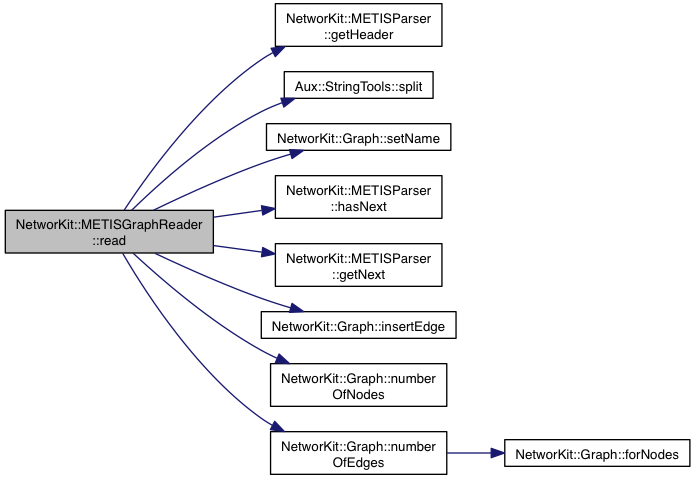 NetworKit::METISParser
::getHeader
Aux::StringTools::split
NetworKit::Graph::setName
NetworKit::METISParser
::hasNext
NetworKit::METISGraphReader
::read
NetworKit::METISParser
::getNext
NetworKit::Graph::insertEdge
NetworKit::Graph::number
OfNodes
NetworKit::Graph::number
OfEdges
NetworKit::Graph::forNodes